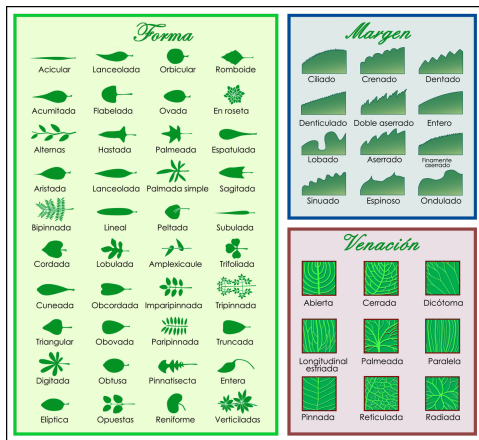 Forma
Acicular Lanceolada Orbicular Romboide
Acumitada Flabelada Ovada En roseta
Alternas Hastada Palmeada Espatulada
Aristada Lanceolada Palmada simple Sagitada
Bipinnada Lineal Peltada Subulada
Cordada Lobulada Amplexicaule Trifoliada
Cuneada Obcordada Imparipinnada Tripinnada
Triangular Obovada Paripinnada Truncada
Digitada Obtusa Pinnatisecta Entera
Elíptica Opuestas Reniforme Verticiladas
Margen
Ciliado Crenado Dentado
Denticulado Doble aserrado Entero
Lobado Aserrado Finamente
aserrado
Sinuado Espinoso Ondulado
Venación
Abierta Cerrada Dicótoma
Longitudinal Palmeada Paralela
estriada
Pinnada Reticulada Radiada